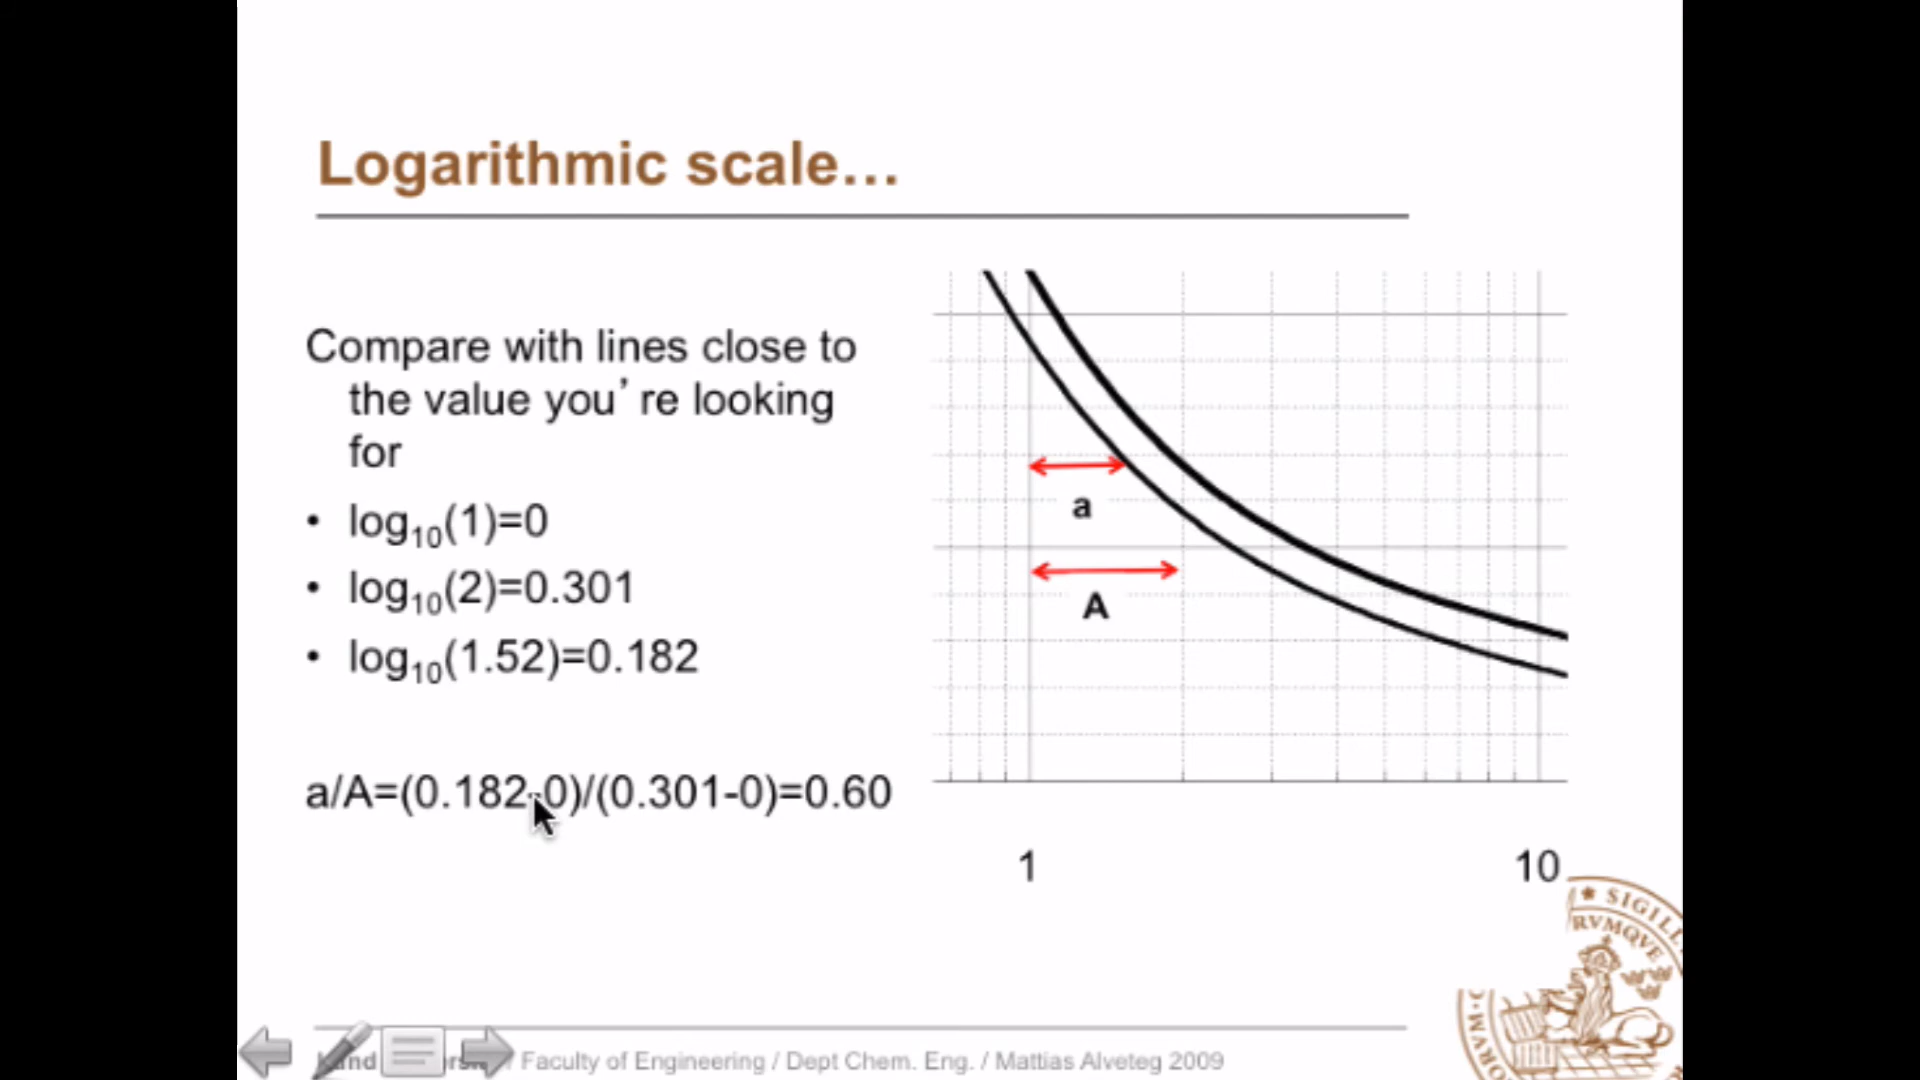 Logarithmic scale...
Compare with lines close to
the value you’ re looking
for
• log₁₀(1)=0
• log₁₀(2)=0.301
• log₁₀(1.52)=0.182
a/A=(0.182-0)/(0.301-0)=0.60
a
A
1
10
SIGILL
RVMQVE
Faculty of Engineering / Dept Chem. Eng. / Mattias Alveteg 2009